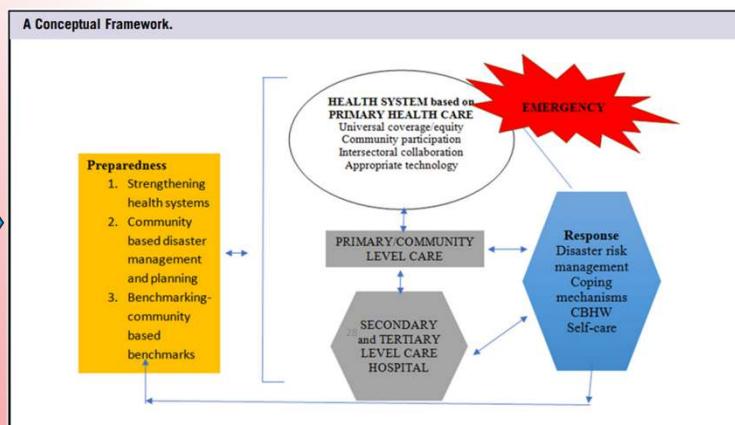 A Conceptual Framework.
HEALTH SYSTEM based on
PRIMARY HEALTH CARE
Universal coverage/equity
Community participation
Intersectoral collaboration
Appropriate technology
EMERGENCY
Preparedness
1. Strengthening
health systems
2. Community
based disaster
management
and planning
3. Benchmarking-
community
based
benchmarks
PRIMARY/COMMUNITY
LEVEL CARE
Response
Disaster risk
management
Coping
mechanisms
CBHW
Self-care
28
SECONDARY
and TERTIARY
LEVEL CARE
HOSPITAL